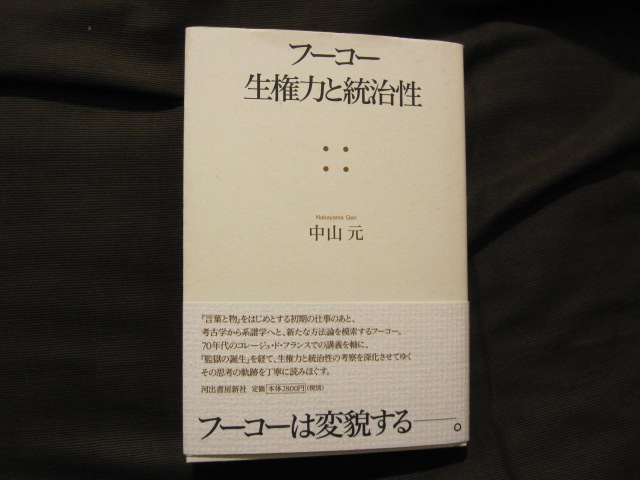 フーコー
生権力と統治性
Nakayama Gen
中山 元
『言葉と物』をはじめとする初期の仕事のあと、
考古学から系譜学へと、新たな方法論を模索するフーコー。
70年代のコレージュ・ド・フランスでの講義を軸に、
『監獄の誕生』を経て、生権力と統治性の考察を深化させてゆく
その思考の軌跡を丁寧に読みほぐす。
河出書房新社 定価 本体2800円(税別)
フーコーは変貌する――。